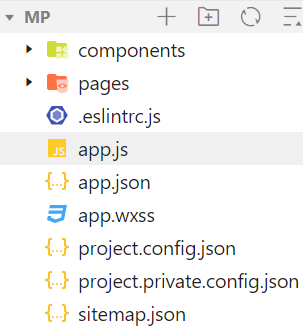 MP
components
pages
.eslintrc.js
JS app.js
{..} app.json
app.wxss
{..} project.config.json
{..} project.private.config.json
{..} sitemap.json